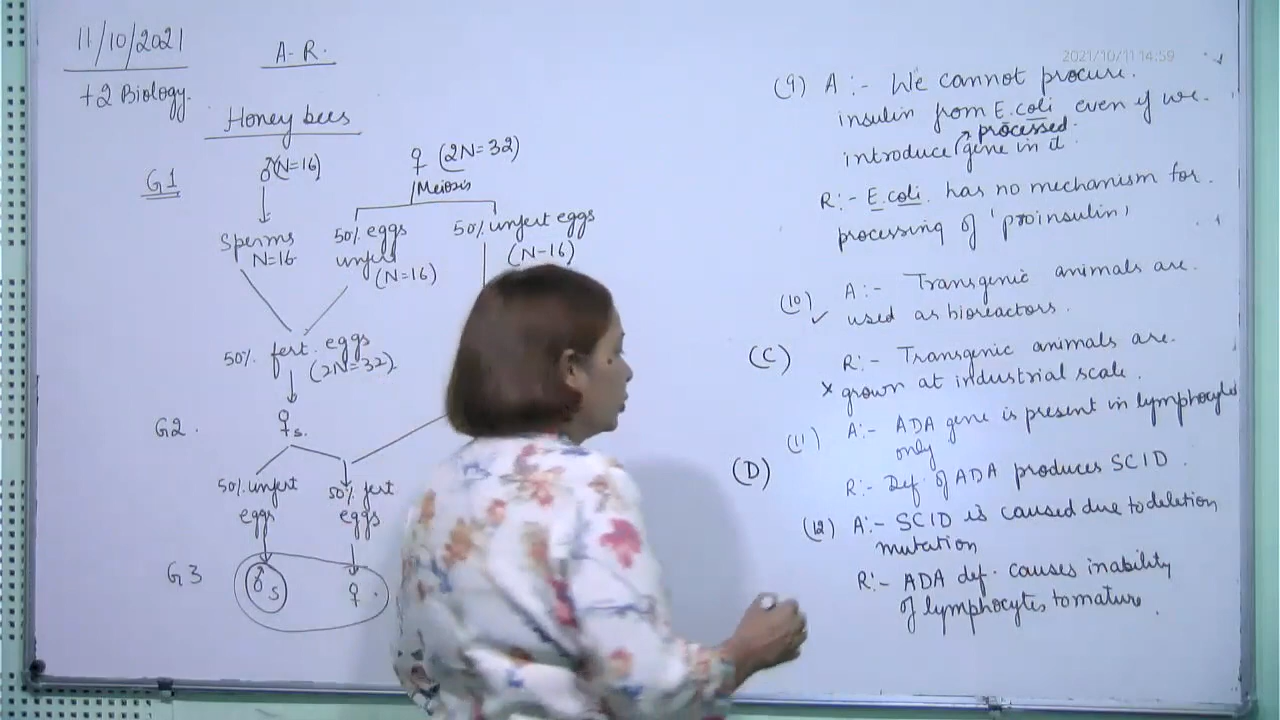 11/10/2021
+2 Biology.
A-R.
Honey bees
G1
♂(N=16)
♀ (2N=32)
Meiosis
Sperms
N=16
50% eggs
unfert
(N=16)
50% unfert eggs
(N-16)
50% fert. eggs
(2N=32)
G2.
♀s.
50% unfert
eggs
50% fert
eggs
G3
♂s
♀.
2021/10/11 14:59
(9) A :- We cannot procure.
insulin from E.coli even if we.
processed.
introduce gene in it.
R:- E.coli. has no mechanism for.
processing of 'proinsulin'
(10) A :- Transgenic animals are.
✓ used as bioreactors.
(C) R:- Transgenic animals are.
x grown at industrial scale.
(11) A:- ADA gene is present in lymphocytes
only
(D)
R:- Def. of ADA produces SCID.
(12) A:- SCID is caused due to deletion
mutation
R:- ADA def. causes inability
of lymphocytes to mature.